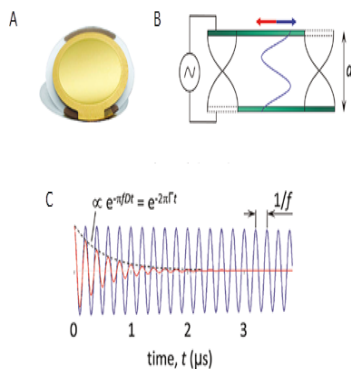 A
B
d
C
∝ e^-πfDt = e^-2πΓt
1/f
0 1 2 3
time, t (μs)